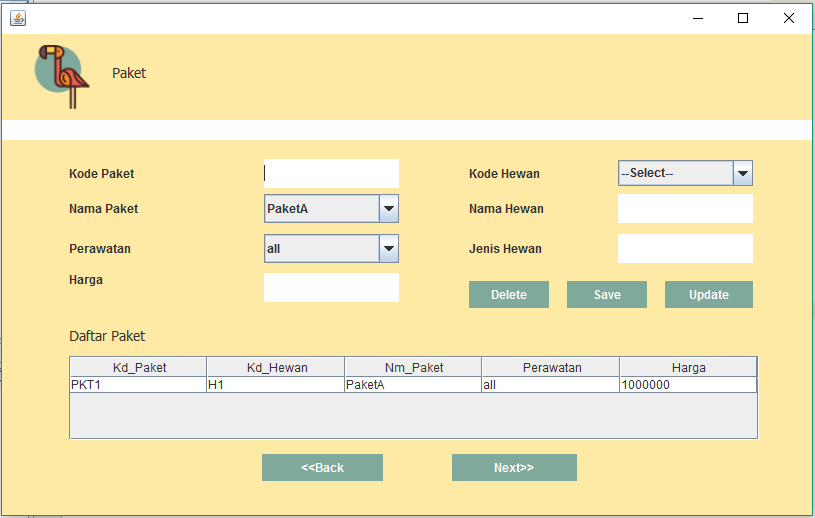 Paket
Kode Paket
Kode Hewan
--Select--
Nama Paket
PaketA
Nama Hewan
Perawatan
all
Jenis Hewan
Harga
Delete
Save
Update
Daftar Paket
Kd_Paket Kd_Hewan Nm_Paket Perawatan Harga
PKT1 H1 PaketA all 1000000
<<Back
Next>>